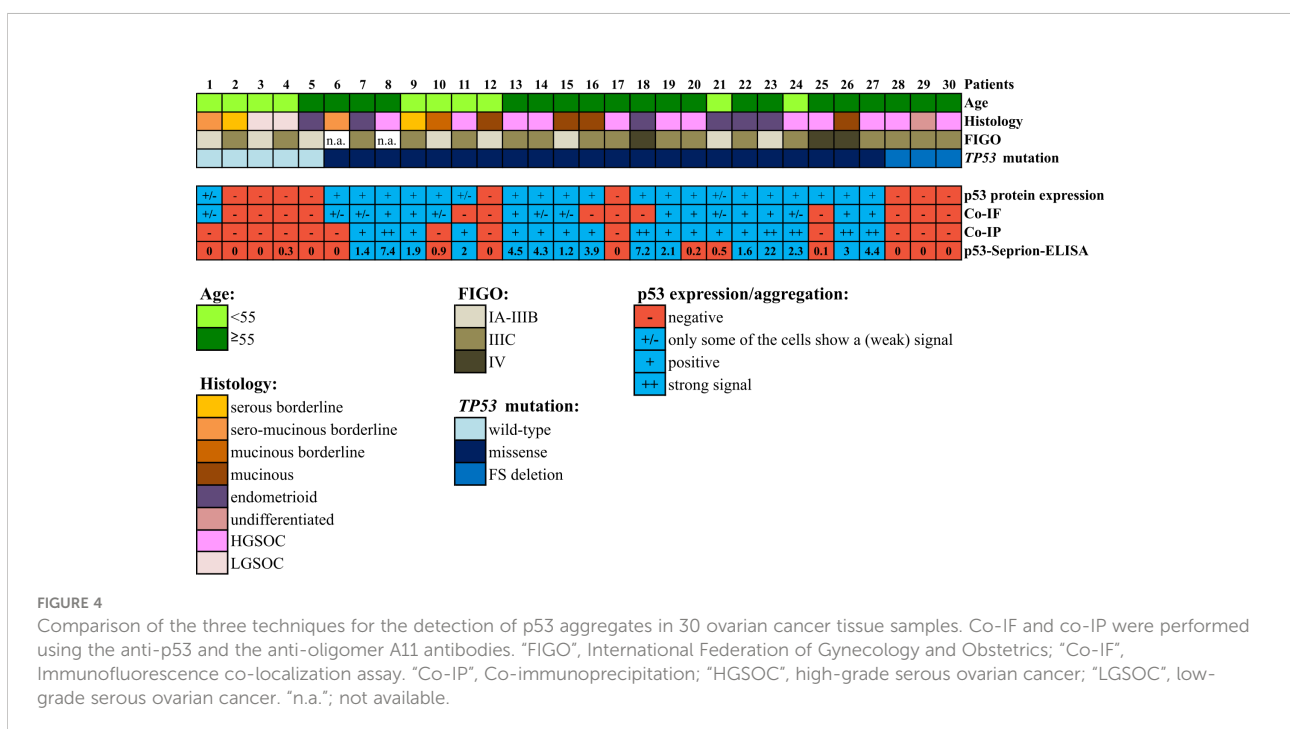 1 2 3 4 5 6 7 8 9 10 11 12 13 14 15 16 17 18 19 20 21 22 23 24 25 26 27 28 29 30 Patients
Age
Histology
n.a. n.a. FIGO
TP53 mutation
+/- - - - - + + + + + +/- - + + + + - + + + +/- + + + + + + - - - p53 protein expression
+/- - - - - +/- +/- + + +/- - - + +/- +/- - - - + + +/- + + +/- - + + - - - Co-IF
- - - - - - + ++ + - + - + + + + - ++ + + + + ++ ++ - ++ ++ - - - Co-IP
0 0 0 0.3 0 0 1.4 7.4 1.9 0.9 2 0 4.5 4.3 1.2 3.9 0 7.2 2.1 0.2 0.5 1.6 22 2.3 0.1 3 4.4 0 0 0 p53-Seprion-ELISA
Age:
<55
≥55
Histology:
serous borderline
sero-mucinous borderline
mucinous borderline
mucinous
endometrioid
undifferentiated
HGSOC
LGSOC
FIGO:
IA-IIIB
IIIC
IV
TP53 mutation:
wild-type
missense
FS deletion
p53 expression/aggregation:
- negative
+/- only some of the cells show a (weak) signal
+ positive
++ strong signal
FIGURE 4
Comparison of the three techniques for the detection of p53 aggregates in 30 ovarian cancer tissue samples. Co-IF and co-IP were performed
using the anti-p53 and the anti-oligomer A11 antibodies. “FIGO”, International Federation of Gynecology and Obstetrics; “Co-IF”,
Immunofluorescence co-localization assay. “Co-IP”, Co-immunoprecipitation; “HGSOC”, high-grade serous ovarian cancer; “LGSOC”, low-
grade serous ovarian cancer. “n.a.”; not available.